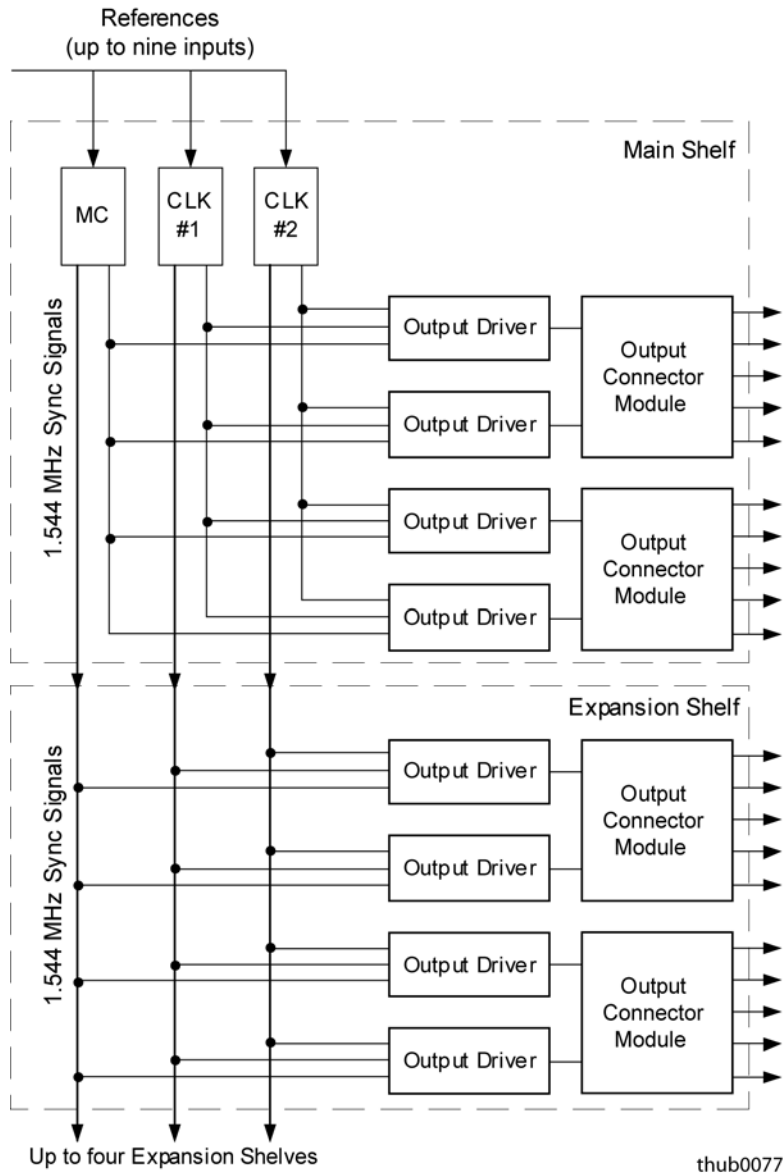 References
(up to nine inputs)
Main Shelf
MC
CLK
#1
CLK
#2
1.544 MHz Sync Signals
Output Driver
Output Driver
Output
Connector
Module
Output Driver
Output Driver
Output
Connector
Module
Expansion Shelf
1.544 MHz Sync Signals
Output Driver
Output Driver
Output
Connector
Module
Output Driver
Output Driver
Output
Connector
Module
Up to four Expansion Shelves
thub0077